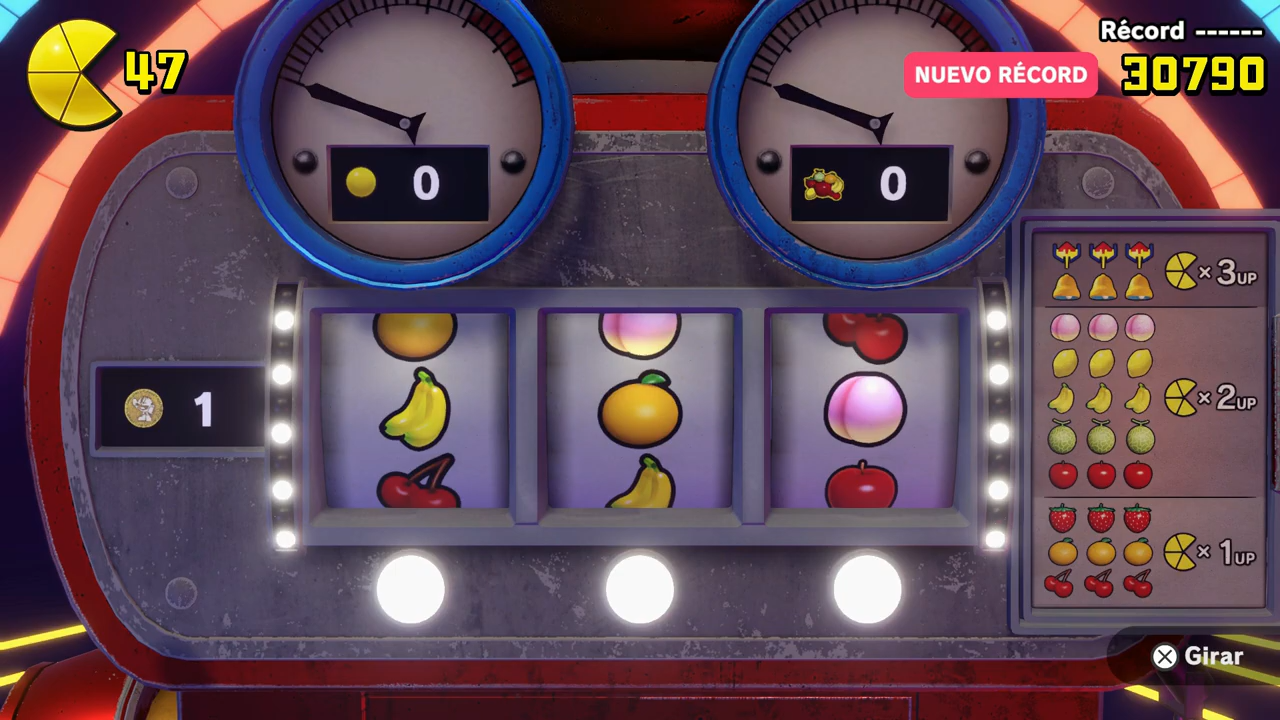 47
Récord ------
NUEVO RÉCORD 30790
0
0
1
× 3UP
× 2UP
× 1UP
Girar